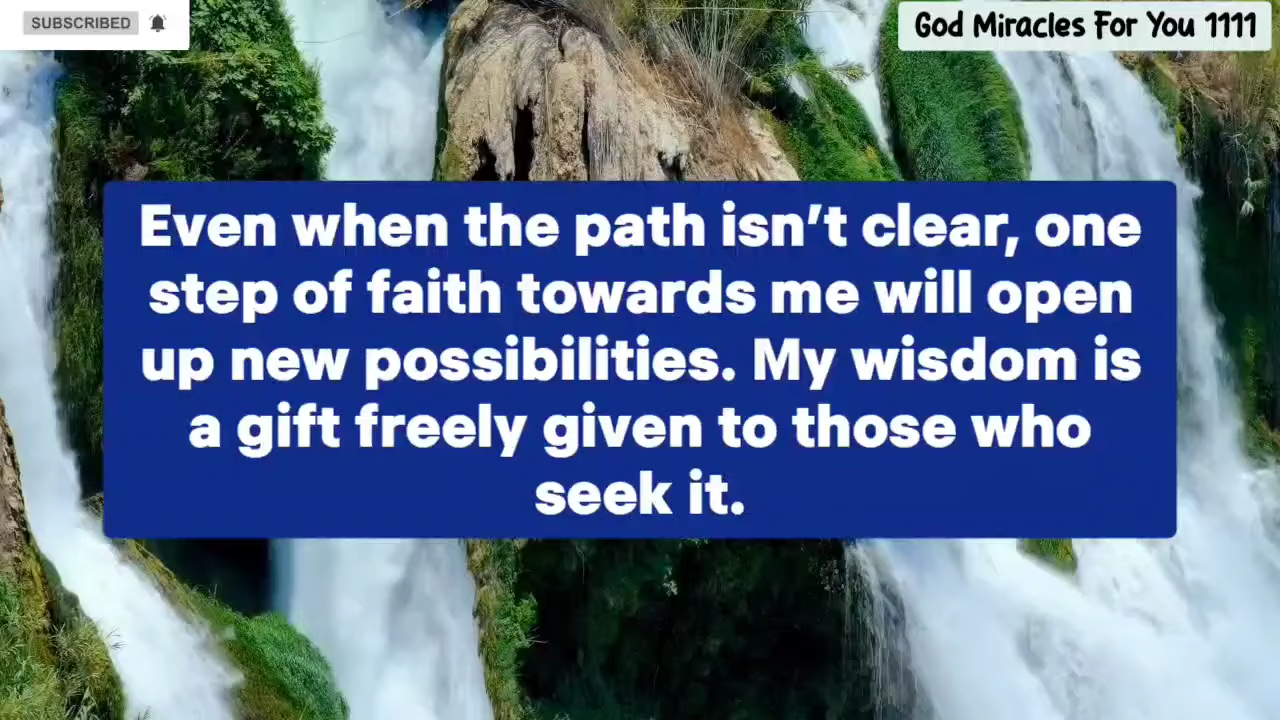 SUBSCRIBED
God Miracles For You 1111
Even when the path isn’t clear, one
step of faith towards me will open
up new possibilities. My wisdom is
a gift freely given to those who
seek it.